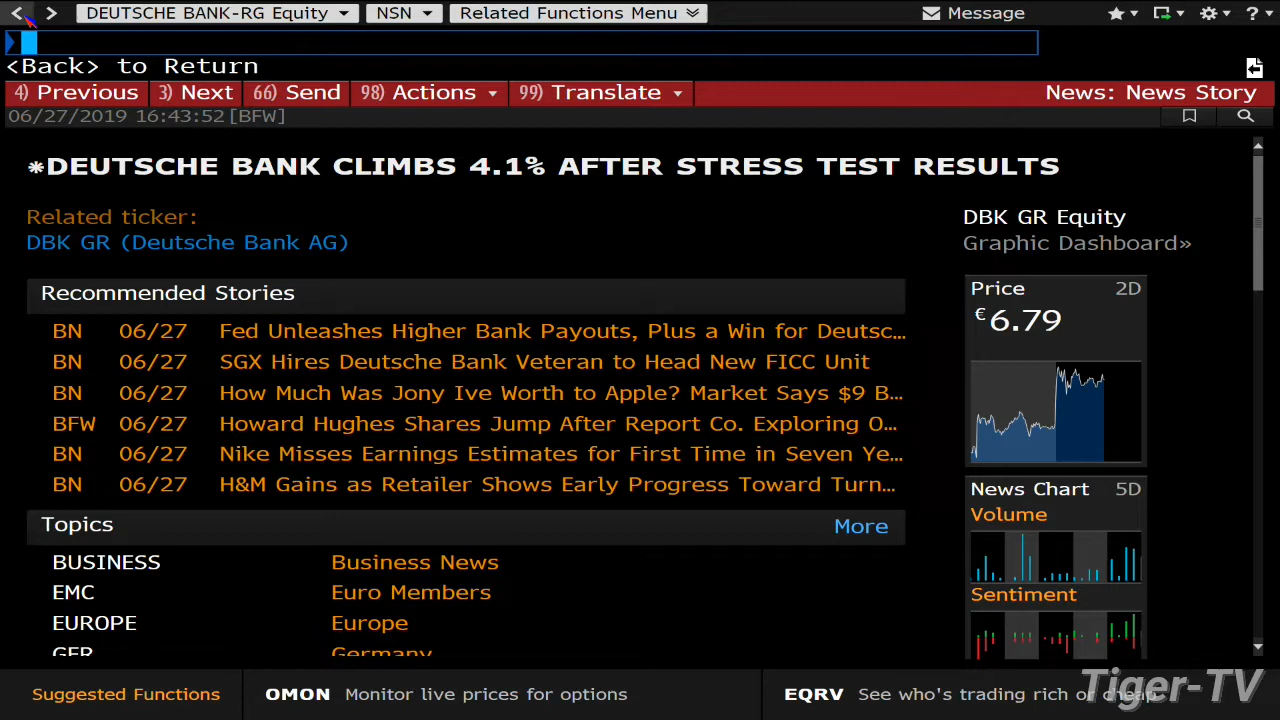 DEUTSCHE BANK-RG Equity NSN Related Functions Menu Message ?
<Back> to Return
4) Previous 3) Next 66) Send 98) Actions 99) Translate News: News Story
06/27/2019 16:43:52 [BFW]
*DEUTSCHE BANK CLIMBS 4.1% AFTER STRESS TEST RESULTS
Related ticker:
DBK GR (Deutsche Bank AG)
DBK GR Equity
Graphic Dashboard»
Recommended Stories
BN 06/27 Fed Unleashes Higher Bank Payouts, Plus a Win for Deutsc...
BN 06/27 SGX Hires Deutsche Bank Veteran to Head New FICC Unit
BN 06/27 How Much Was Jony Ive Worth to Apple? Market Says $9 B...
BFW 06/27 Howard Hughes Shares Jump After Report Co. Exploring O...
BN 06/27 Nike Misses Earnings Estimates for First Time in Seven Ye...
BN 06/27 H&M Gains as Retailer Shows Early Progress Toward Turn...
Price 2D
€6.79
Topics More
BUSINESS Business News
EMC Euro Members
EUROPE Europe
GER Germany
News Chart 5D
Volume
Sentiment
Suggested Functions OMON Monitor live prices for options EQRV See who's trading rich or cheap
Tiger-TV